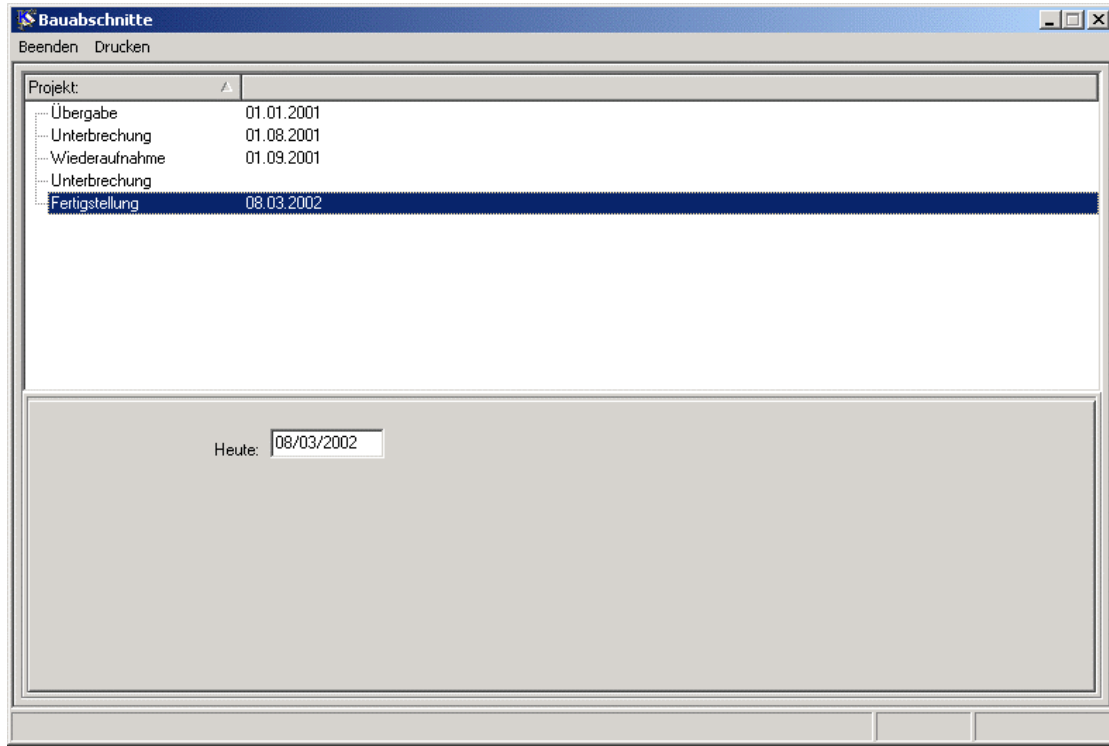 Bauabschnitte
Beenden Drucken
Projekt:
Übergabe 01.01.2001
Unterbrechung 01.08.2001
Wiederaufnahme 01.09.2001
Unterbrechung
Fertigstellung 08.03.2002
Heute: 08/03/2002